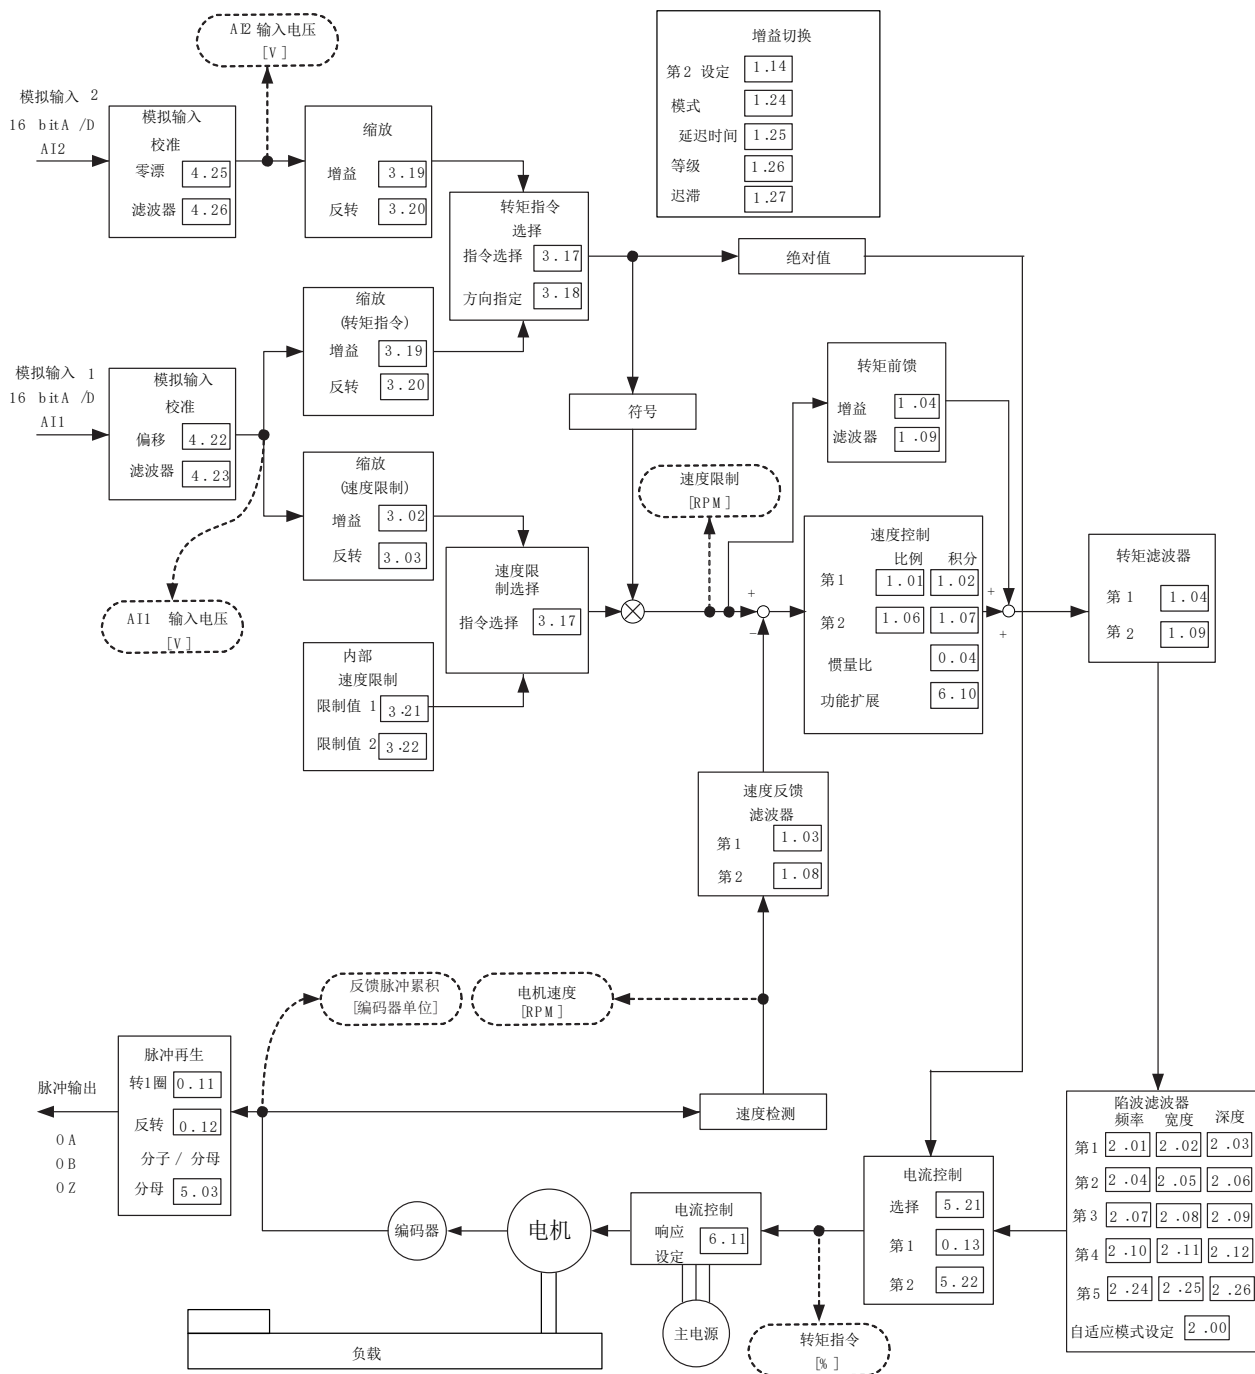 AI2 输入电压
[V]
增益切换
第2 设定 1.14
模式 1.24
延迟时间 1.25
等级 1.26
迟滞 1.27
模拟输入 2
16 bitA /D
AI2
模拟输入
校准
零漂 4.25
滤波器 4.26
缩放
增益 3.19
反转 3.20
转矩指令
选择
指令选择 3.17
方向指定 3.18
绝对值
缩放
(转矩指令)
增益 3.19
反转 3.20
模拟输入 1
16 bitA /D
AI1
模拟输入
校准
偏移 4.22
滤波器 4.23
符号
转矩前馈
增益 1.04
滤波器 1.09
缩放
(速度限制)
增益 3.02
反转 3.03
速度限制
[RPM]
AI1 输入电压
[V]
速度限
制选择
指令选择 3.17
内部
速度限制
限制值 1 3.21
限制值 2 3.22
+
−
速度控制
比例 积分
第1 1.01 1.02
第2 1.06 1.07
惯量比 0.04
功能扩展 6.10
+
+
转矩滤波器
第 1 1.04
第 2 1.09
速度反馈
滤波器
第1 1.03
第2 1.08
反馈脉冲累积
[编码器单位]
电机速度
[RPM]
脉冲输出
OA
OB
OZ
脉冲再生
转1圈 0.11
反转 0.12
分子 / 分母
分母 5.03
速度检测
陷波滤波器
频率 宽度 深度
第1 2.01 2.02 2.03
第2 2.04 2.05 2.06
第3 2.07 2.08 2.09
第4 2.10 2.11 2.12
第5 2.24 2.25 2.26
自适应模式设定 2.00
电流控制
选择 5.21
第1 0.13
第2 5.22
电流控制
响应
设定 6.11
电机
编码器
主电源
转矩指令
[%]
负载